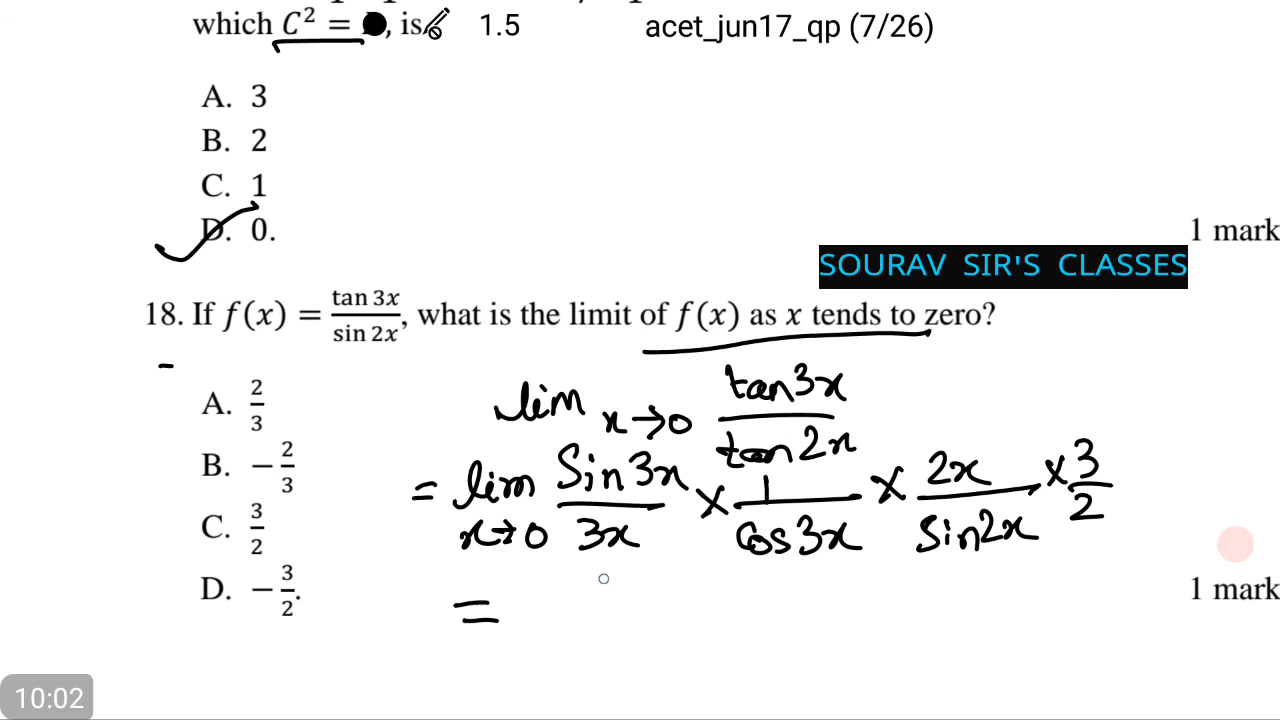 which C² = , is 1.5 acet_jun17_qp (7/26)
A. 3
B. 2
C. 1
D. 0.
1 mark
SOURAV SIR'S CLASSES
18. If f(x) = tan 3x / sin 2x, what is the limit of f(x) as x tends to zero?
A. 2/3
B. −2/3
C. 3/2
D. −3/2.
1 mark
lim x→0 tan3x / tan2x
= lim x→0 Sin3x / 3x × 1 / Cos3x × 2x / Sin2x × 3/2
=
10:02